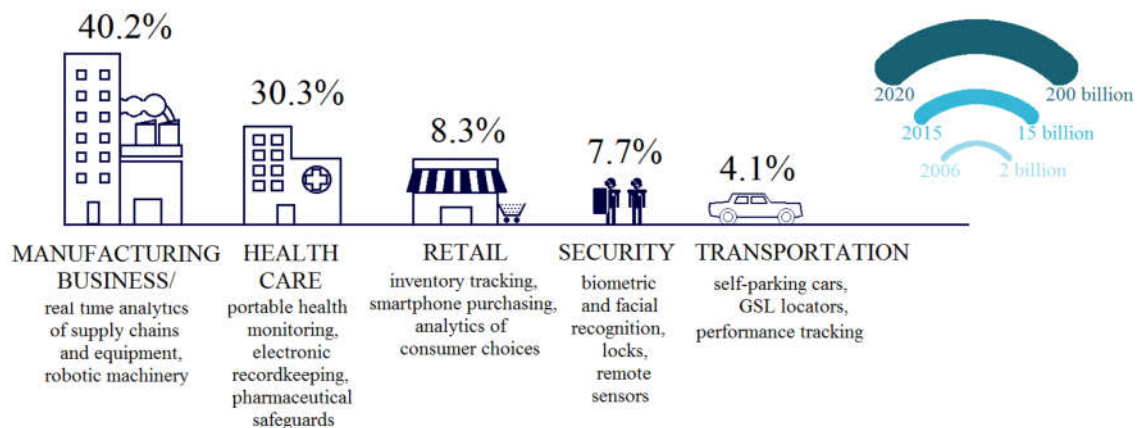 40.2%
30.3%
8.3%
7.7%
4.1%
2020 200 billion
2015 15 billion
2006 2 billion
MANUFACTURING
BUSINESS/
real time analytics
of supply chains
and equipment,
robotic machinery
HEALTH
CARE
portable health
monitoring,
electronic
recordkeeping,
pharmaceutical
safeguards
RETAIL
inventory tracking,
smartphone purchasing,
analytics of
consumer choices
SECURITY
biometric
and facial
recognition,
locks,
remote
sensors
TRANSPORTATION
self-parking cars,
GSL locators,
performance tracking